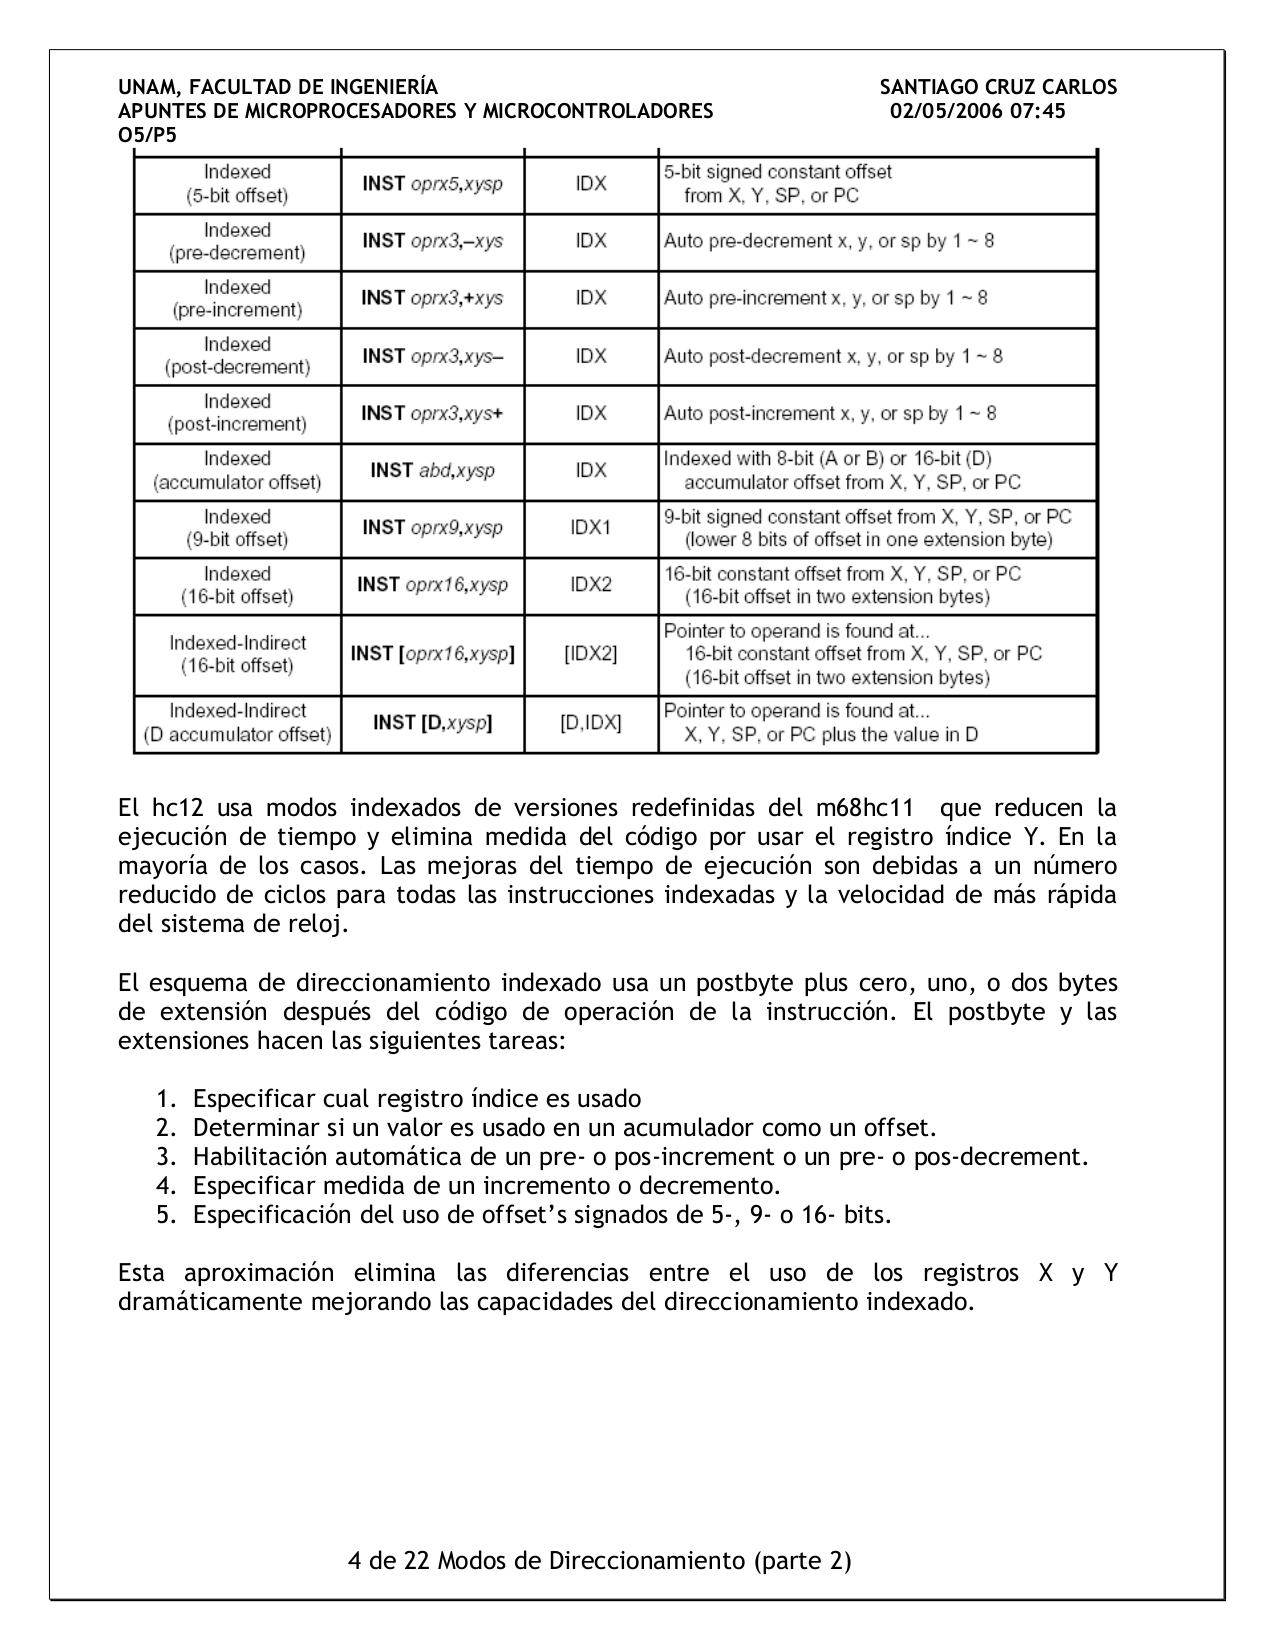 UNAM, FACULTAD DE INGENIERÍA SANTIAGO CRUZ CARLOS
APUNTES DE MICROPROCESADORES Y MICROCONTROLADORES 02/05/2006 07:45
O5/P5
Indexed
(5-bit offset)
INST oprx5,xysp
IDX
5-bit signed constant offset
from X, Y, SP, or PC
Indexed
(pre-decrement)
INST oprx3,–xys
IDX
Auto pre-decrement x, y, or sp by 1 ~ 8
Indexed
(pre-increment)
INST oprx3,+xys
IDX
Auto pre-increment x, y, or sp by 1 ~ 8
Indexed
(post-decrement)
INST oprx3,xys–
IDX
Auto post-decrement x, y, or sp by 1 ~ 8
Indexed
(post-increment)
INST oprx3,xys+
IDX
Auto post-increment x, y, or sp by 1 ~ 8
Indexed
(accumulator offset)
INST abd,xysp
IDX
Indexed with 8-bit (A or B) or 16-bit (D)
accumulator offset from X, Y, SP, or PC
Indexed
(9-bit offset)
INST oprx9,xysp
IDX1
9-bit signed constant offset from X, Y, SP, or PC
(lower 8 bits of offset in one extension byte)
Indexed
(16-bit offset)
INST oprx16,xysp
IDX2
16-bit constant offset from X, Y, SP, or PC
(16-bit offset in two extension bytes)
Indexed-Indirect
(16-bit offset)
INST [oprx16,xysp]
[IDX2]
Pointer to operand is found at...
16-bit constant offset from X, Y, SP, or PC
(16-bit offset in two extension bytes)
Indexed-Indirect
(D accumulator offset)
INST [D,xysp]
[D,IDX]
Pointer to operand is found at...
X, Y, SP, or PC plus the value in D
El hc12 usa modos indexados de versiones redefinidas del m68hc11 que reducen la
ejecución de tiempo y elimina medida del código por usar el registro índice Y. En la
mayoría de los casos. Las mejoras del tiempo de ejecución son debidas a un número
reducido de ciclos para todas las instrucciones indexadas y la velocidad de más rápida
del sistema de reloj.
El esquema de direccionamiento indexado usa un postbyte plus cero, uno, o dos bytes
de extensión después del código de operación de la instrucción. El postbyte y las
extensiones hacen las siguientes tareas:
1. Especificar cual registro índice es usado
2. Determinar si un valor es usado en un acumulador como un offset.
3. Habilitación automática de un pre- o pos-increment o un pre- o pos-decrement.
4. Especificar medida de un incremento o decremento.
5. Especificación del uso de offset’s signados de 5-, 9- o 16- bits.
Esta aproximación elimina las diferencias entre el uso de los registros X y Y
dramáticamente mejorando las capacidades del direccionamiento indexado.
4 de 22 Modos de Direccionamiento (parte 2)